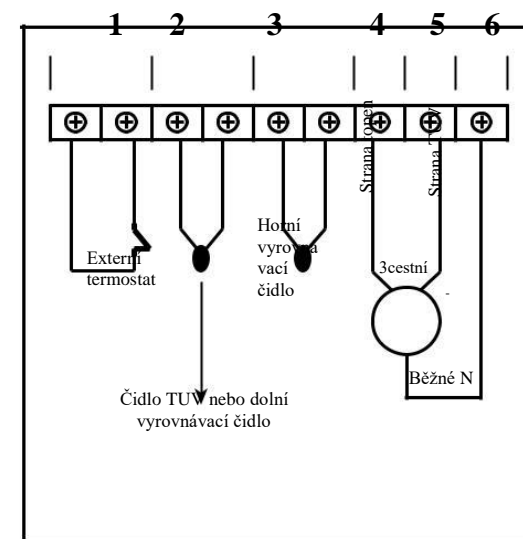 1 2 3 4 5 6
Strana topen
Strana TUV
Externí
termostat
Horní
vyrovná
vací
čidlo
3cestní
Běžné N
Čidlo TUV nebo dolní
vyrovnávací čidlo